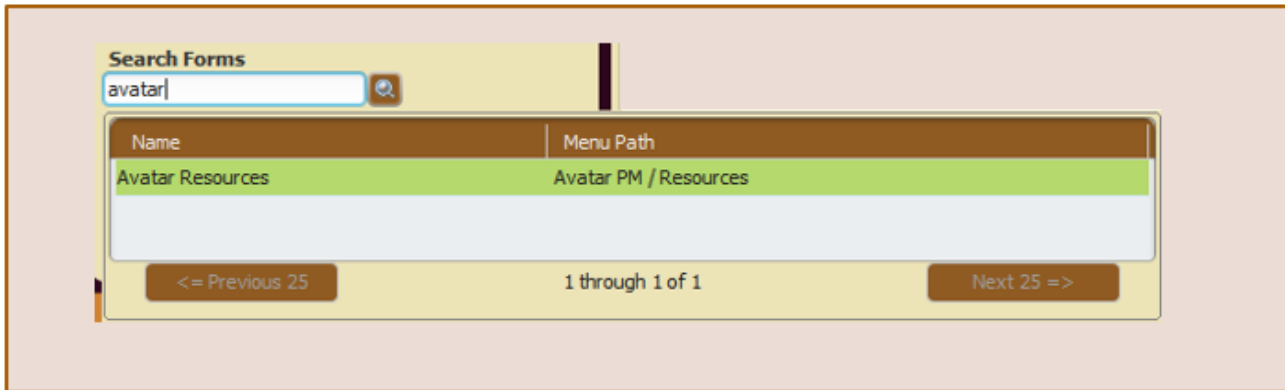 Search Forms
avatar
Name Menu Path
Avatar Resources Avatar PM / Resources
<= Previous 25 1 through 1 of 1 Next 25 =>